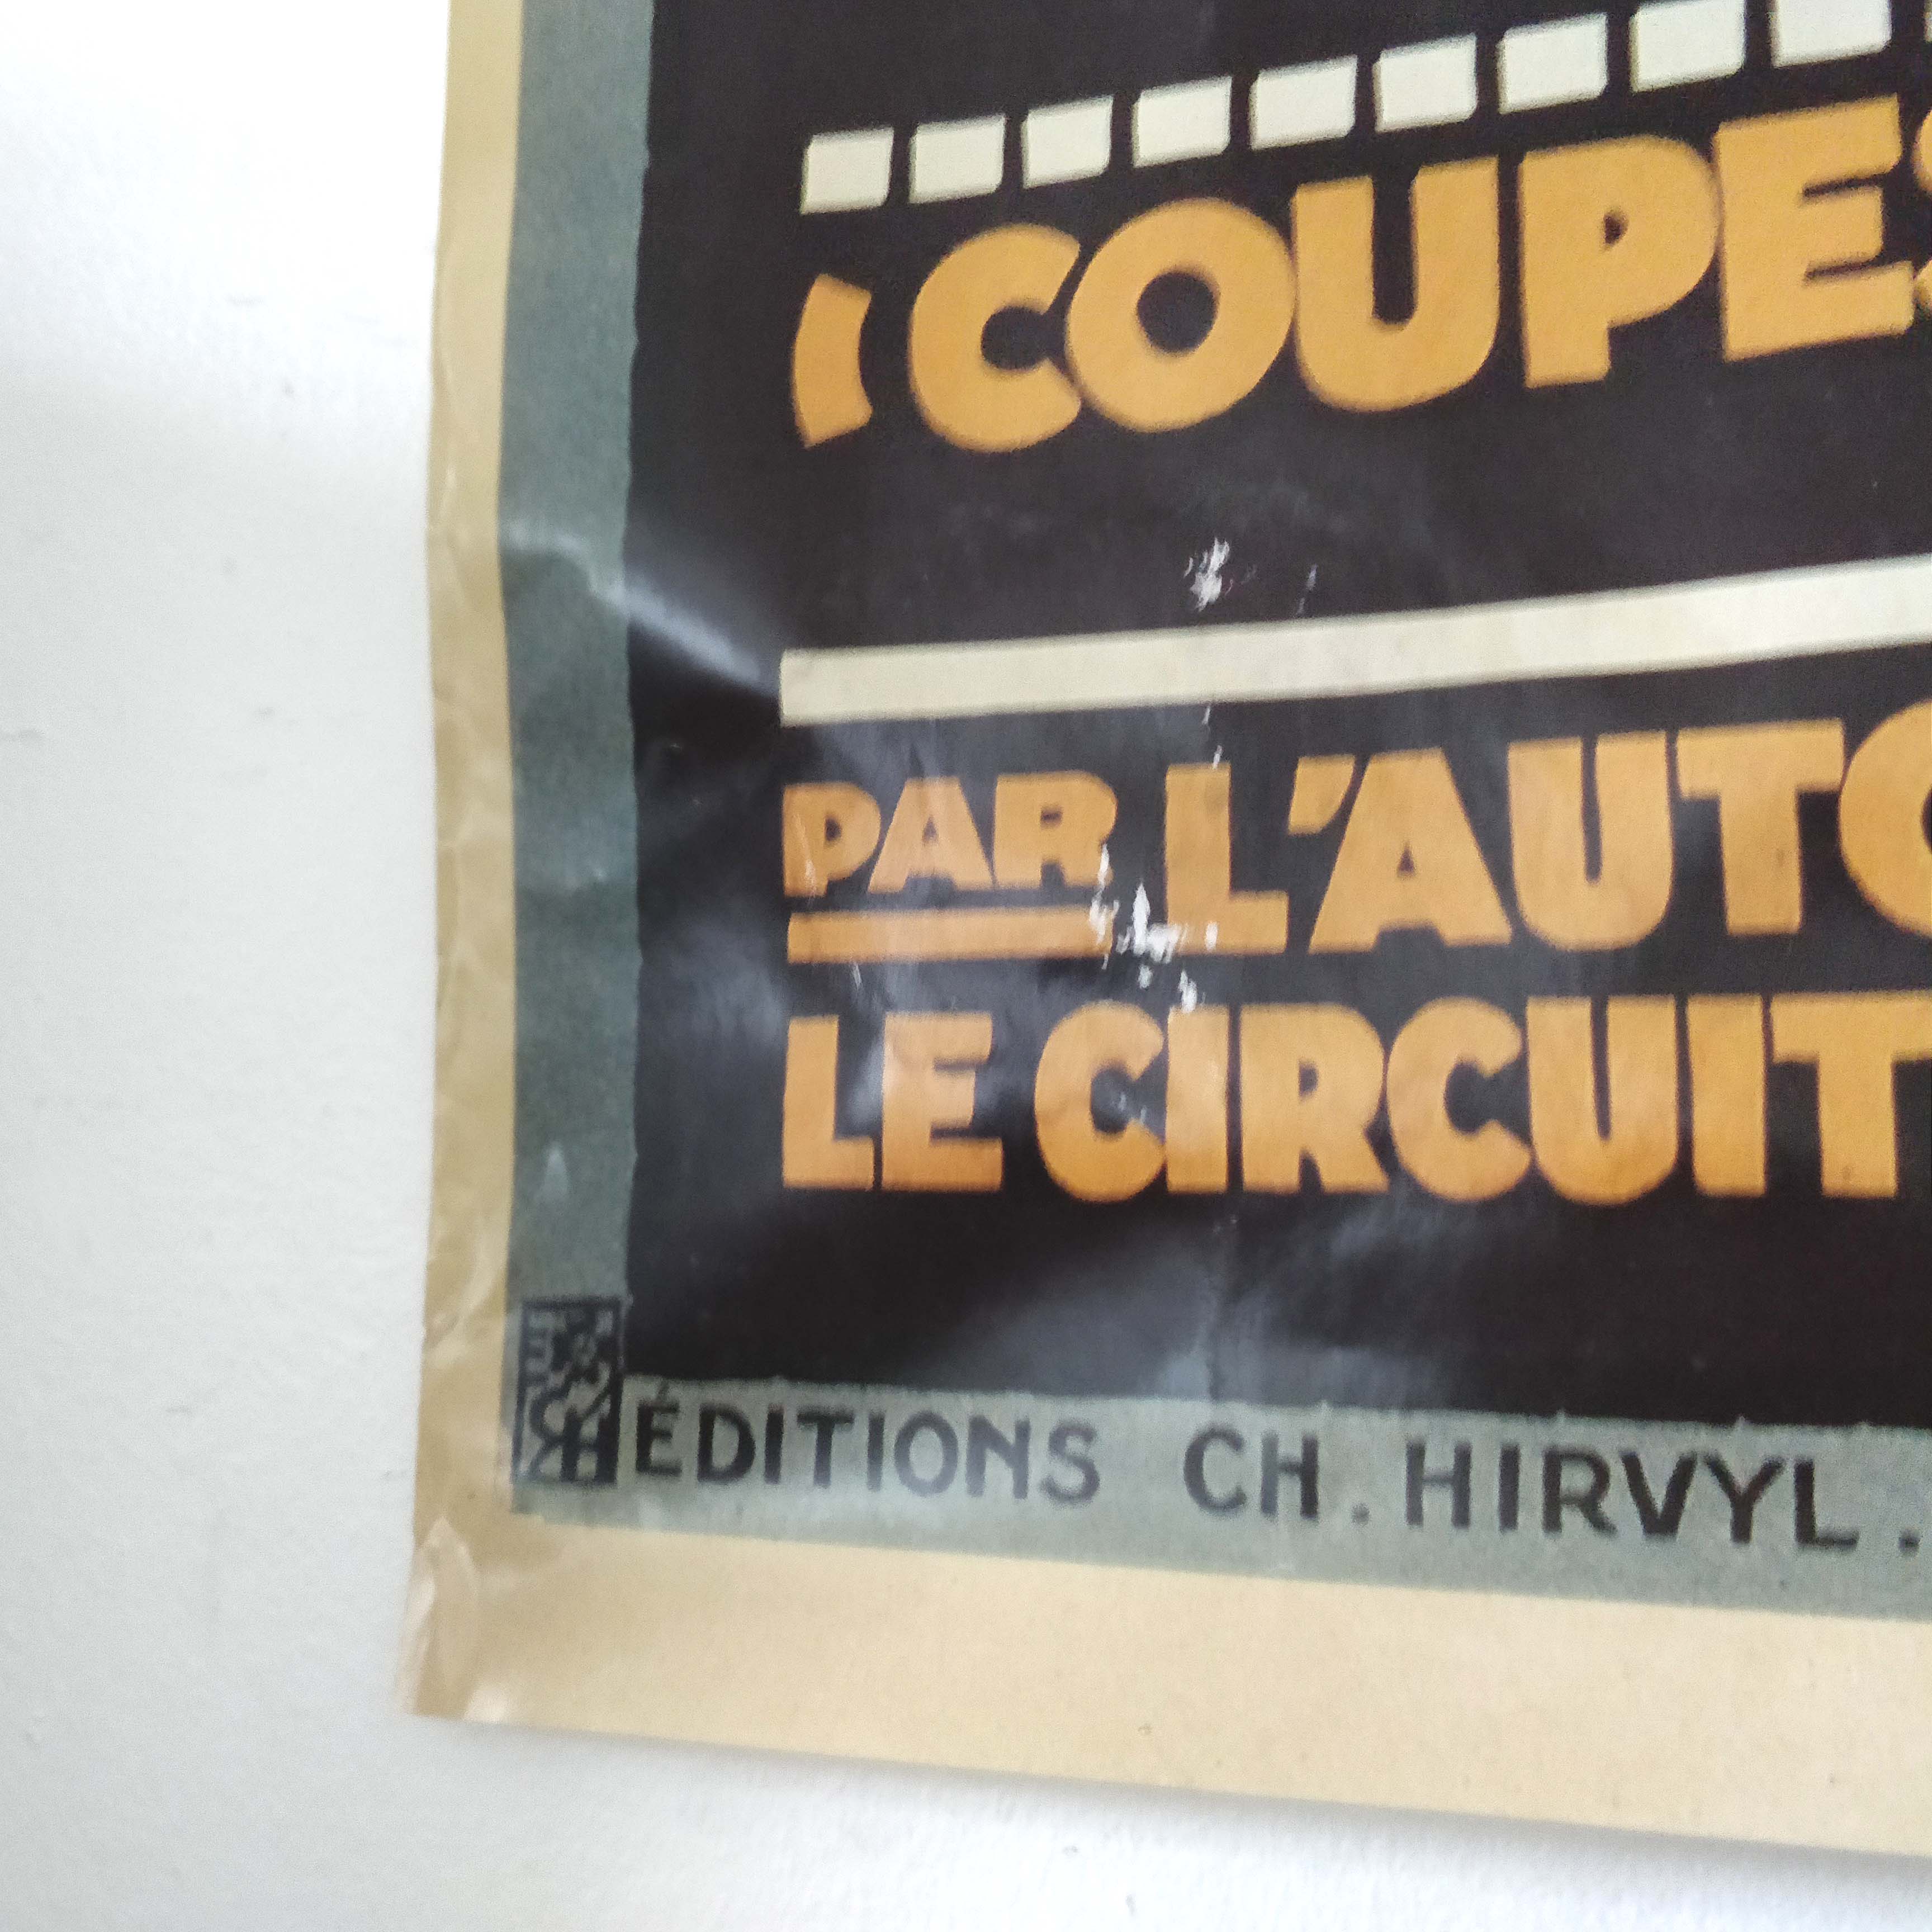 (COUPES
PAR L'AUTO
LE CIRCUIT
ÉDITIONS CH. HIRVYL.